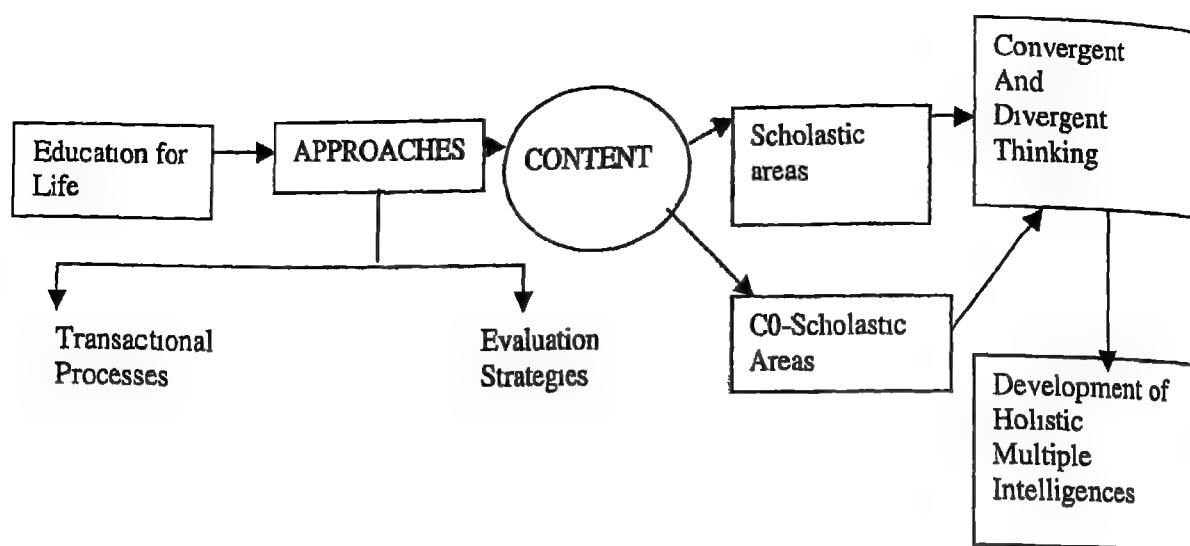 Education for
Life
APPROACHES
CONTENT
Scholastic
areas
Convergent
And
Divergent
Thinking
Transactional
Processes
Evaluation
Strategies
C0-Scholastic
Areas
Development of
Holistic
Multiple
Intelligences